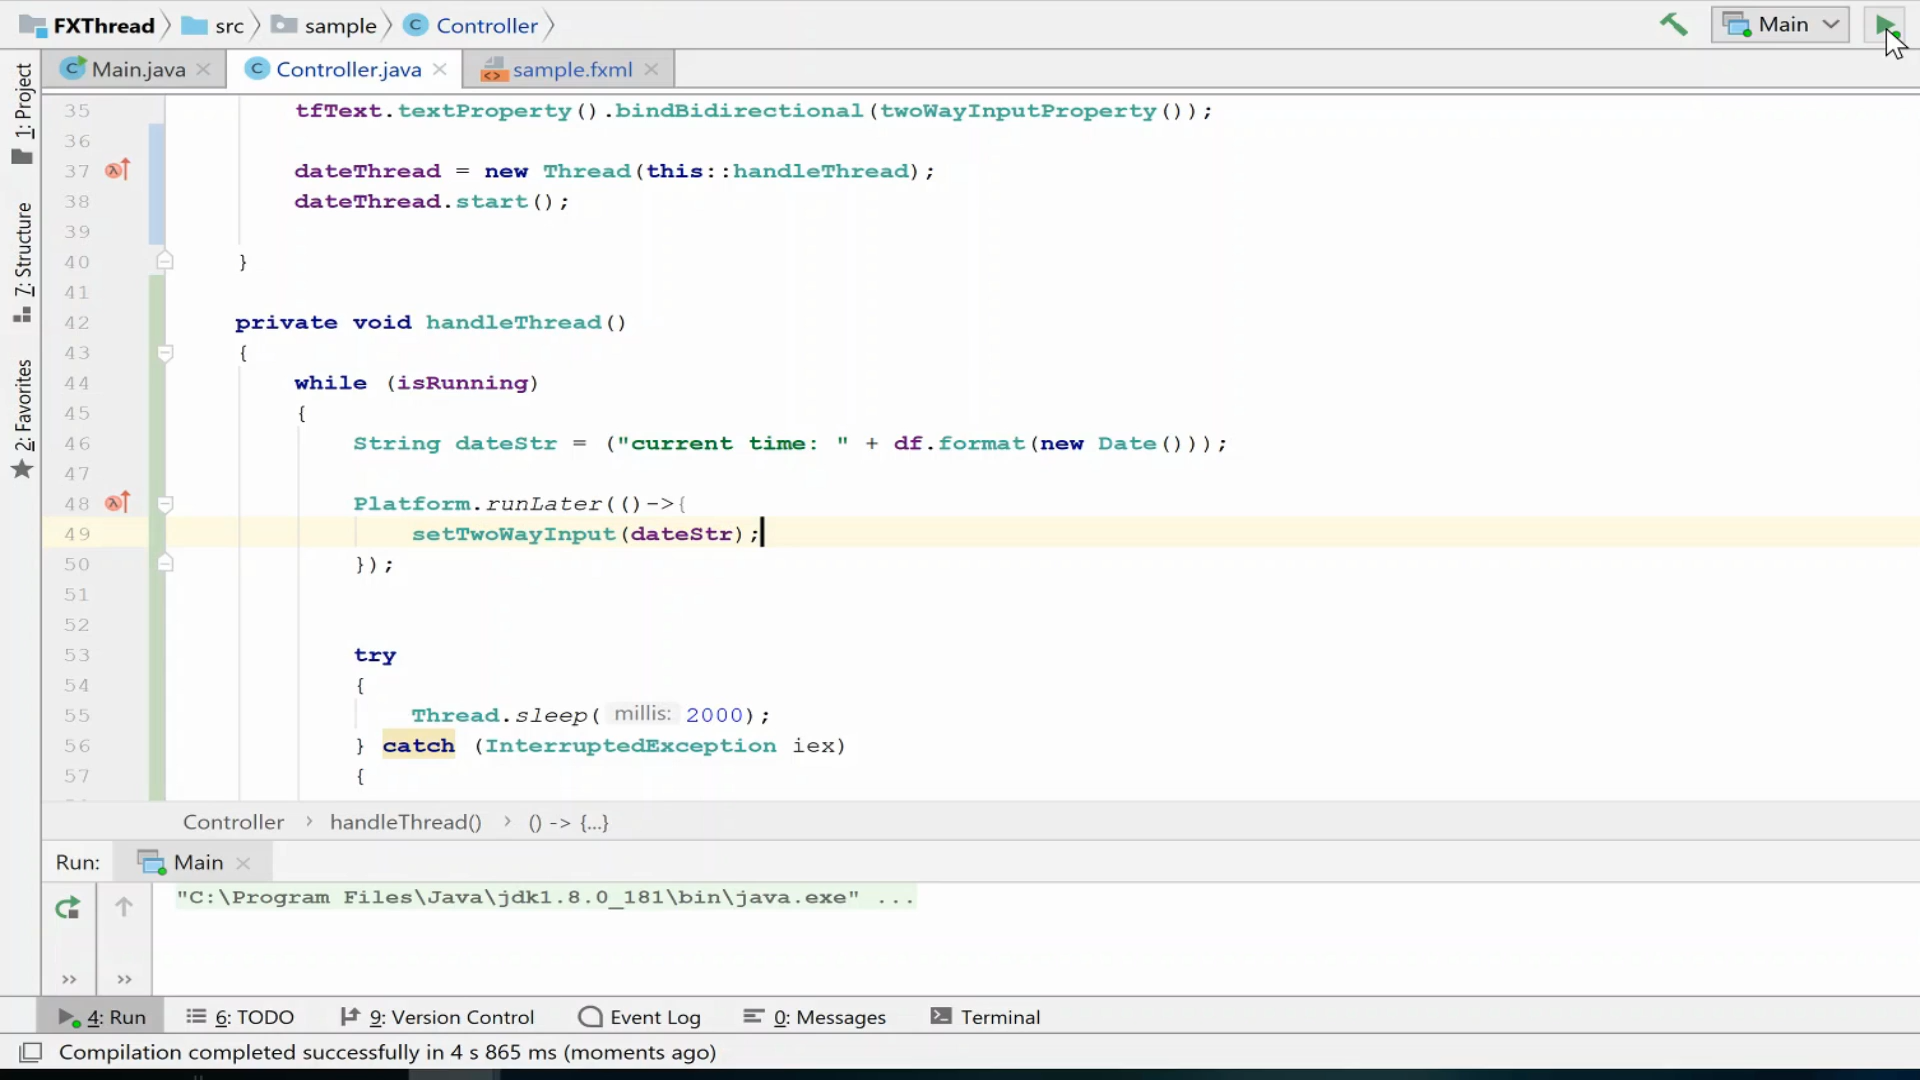 FXThread src sample C Controller Main
C Main.java C Controller.java sample.fxml
1: Project
7: Structure
2: Favorites
35 tfText.textProperty().bindBidirectional(twoWayInputProperty());
36
37 dateThread = new Thread(this::handleThread);
38 dateThread.start();
39
40 }
41
42 private void handleThread()
43 {
44 while (isRunning)
45 {
46 String dateStr = ("current time: " + df.format(new Date()));
47
48 Platform.runLater(()->{
49 setTwoWayInput(dateStr);
50 });
51
52
53 try
54 {
55 Thread.sleep( millis: 2000);
56 } catch (InterruptedException iex)
57 {
Controller › handleThread() › () -> {...}
Run: Main
"C:\Program Files\Java\jdk1.8.0_181\bin\java.exe" ...
4: Run 6: TODO 9: Version Control Event Log 0: Messages Terminal
Compilation completed successfully in 4 s 865 ms (moments ago)